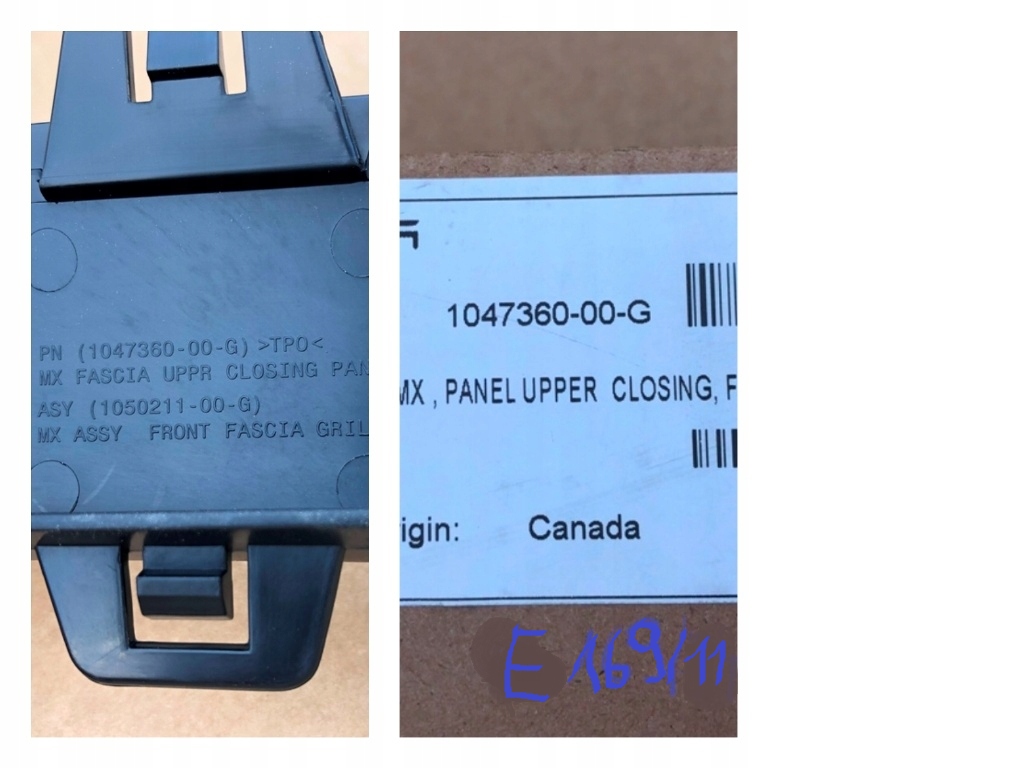 PN (1047360-00-G) >TPO<
MX FASCIA UPPR CLOSING PAN
ASY (1050211-00-G)
MX ASSY FRONT FASCIA GRIL
1047360-00-G
MX , PANEL UPPER CLOSING, F
igin: Canada
E 169/11